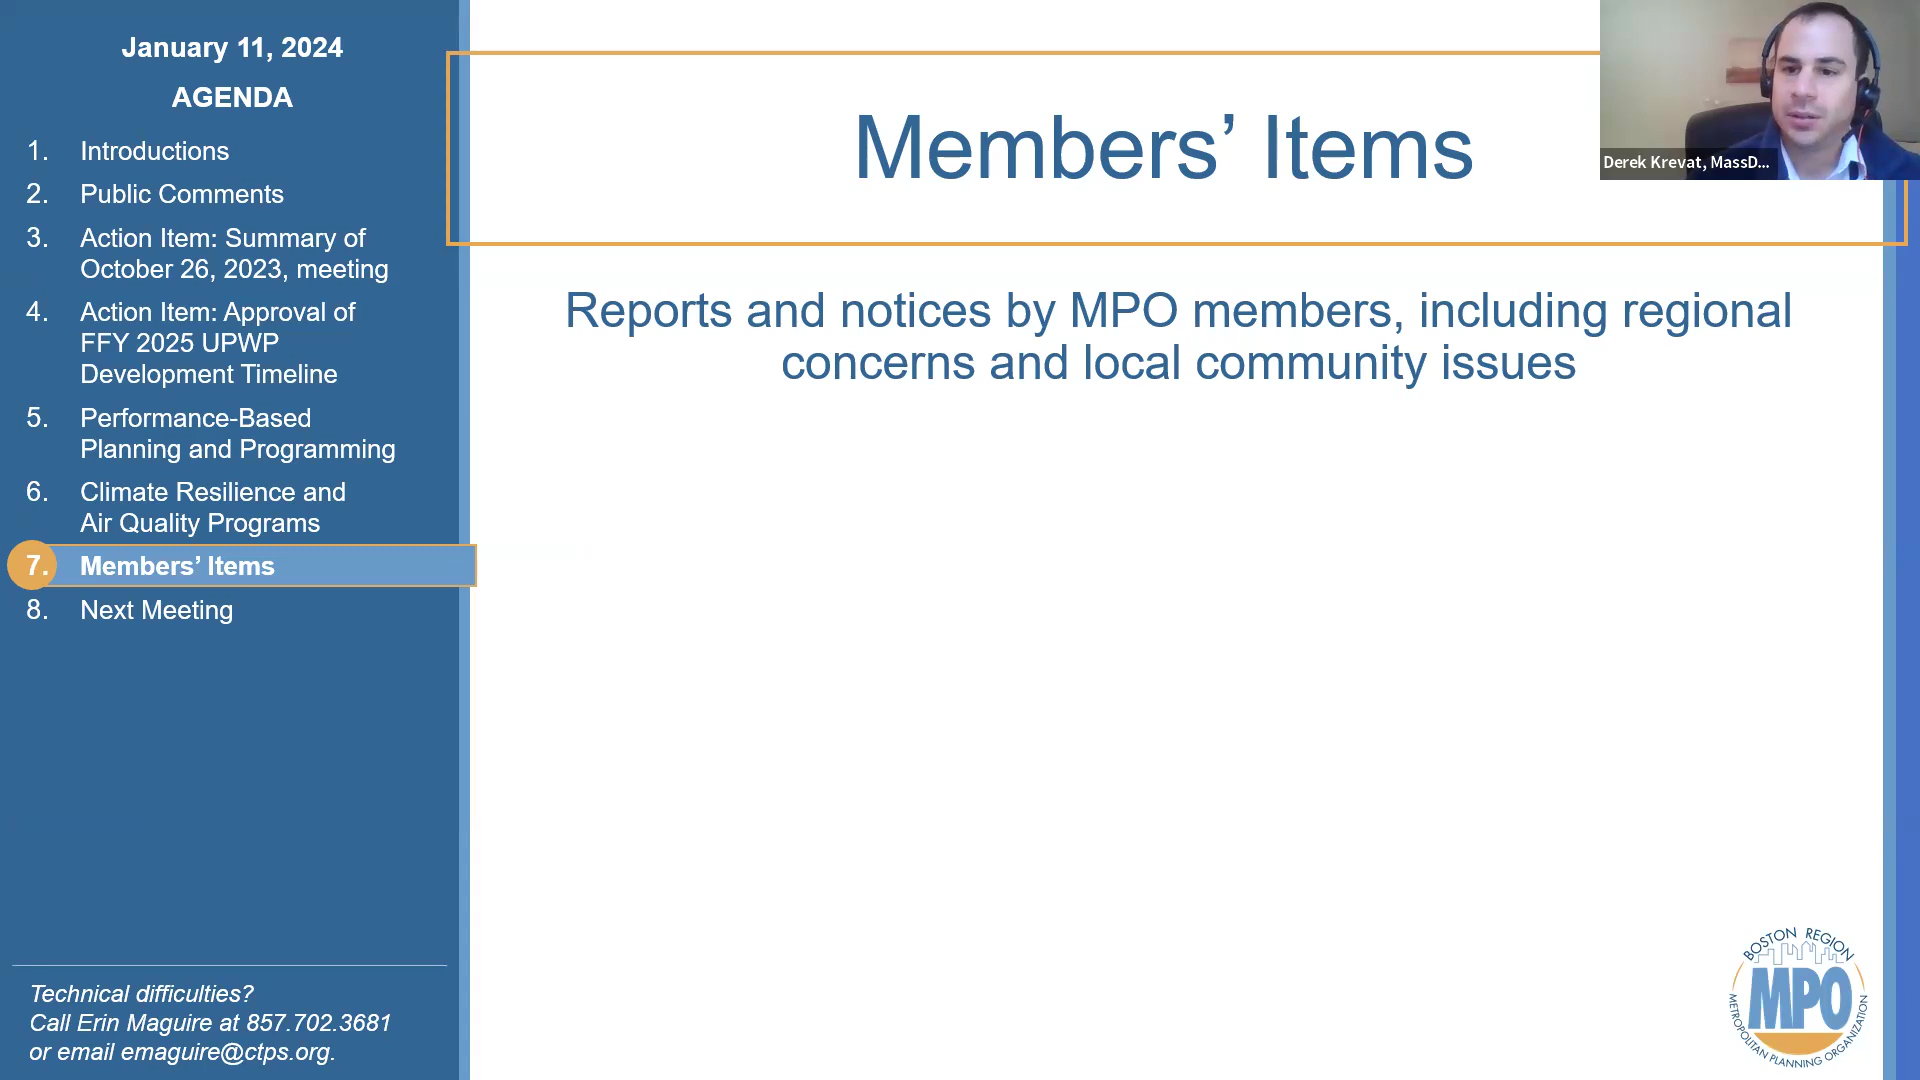 January 11, 2024
AGENDA
1. Introductions
2. Public Comments
3. Action Item: Summary of
October 26, 2023, meeting
4. Action Item: Approval of
FFY 2025 UPWP
Development Timeline
5. Performance-Based
Planning and Programming
6. Climate Resilience and
Air Quality Programs
7. Members’ Items
8. Next Meeting
Technical difficulties?
Call Erin Maguire at 857.702.3681
or email emaguire@ctps.org.
Members’ Items
Reports and notices by MPO members, including regional
concerns and local community issues
Derek Krevat, MassD...
BOSTON REGION
MPO
METROPOLITAN PLANNING ORGANIZATION